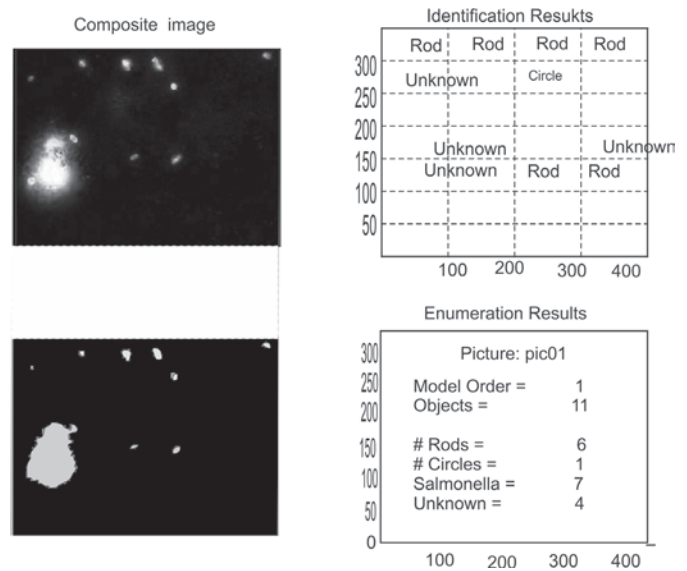 Composite image
Identification Resukts
Rod Rod Rod Rod
300
Unknown Circle
250
200
Unknown Unknown
150
Unknown Rod Rod
100
50
100 200 300 400
Enumeration Results
300
Picture: pic01
250
Model Order = 1
Objects = 11
200
150
# Rods = 6
# Circles = 1
100
Salmonella = 7
Unknown = 4
50
0
100 200 300 400